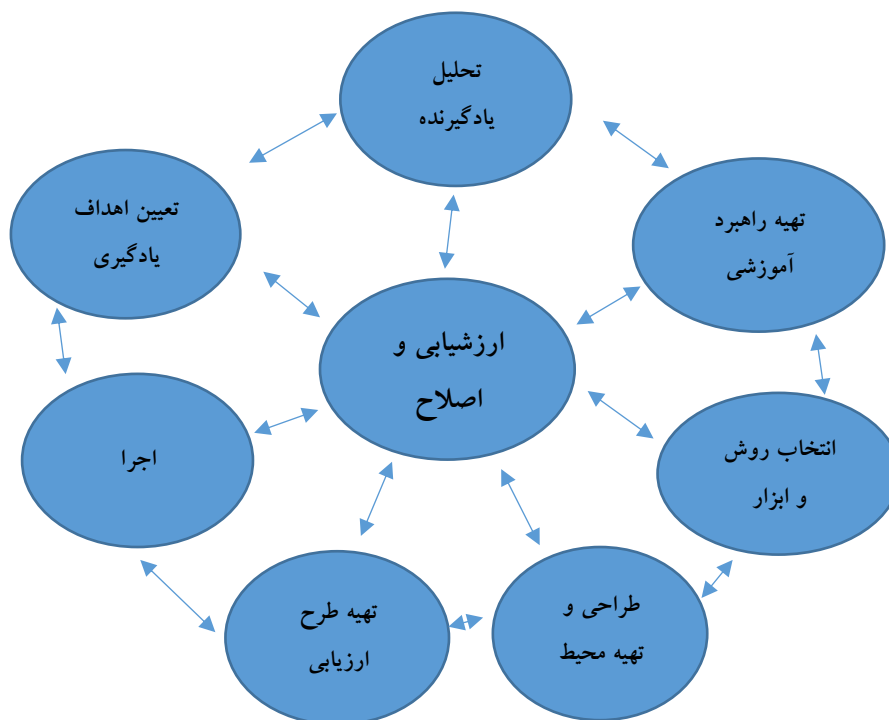 تحلیل
یادگیرنده
تهیه راهبرد
آموزشی
انتخاب روش
و ابزار
طراحی و
تهیه محیط
تهیه طرح
ارزیابی
اجرا
تعیین اهداف
یادگیری
ارزشیابی و
اصلاح